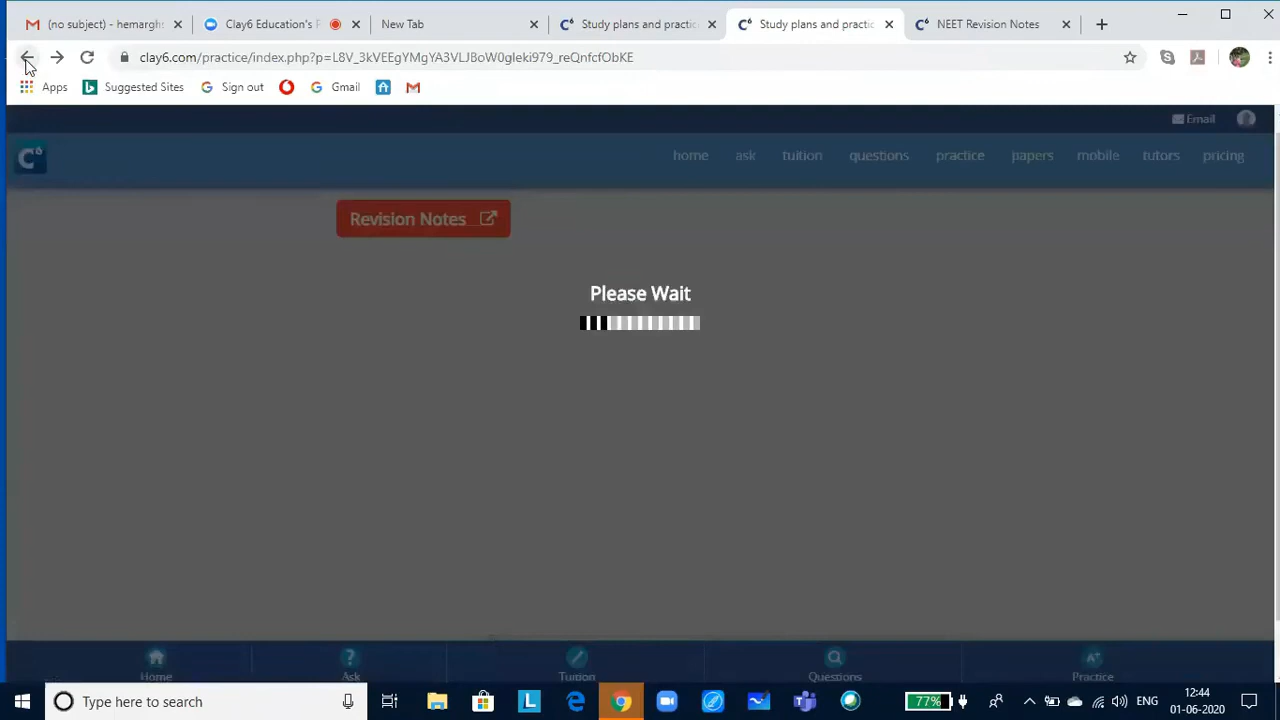 (no subject) - hemargh
Clay6 Education's P
New Tab
Study plans and practic
Study plans and practic
NEET Revision Notes
clay6.com/practice/index.php?p=L8V_3kVEEgYMgYA3VLJBoW0gleki979_reQnfcfObKE
Apps
Suggested Sites
Sign out
Gmail
Email
C6
home
ask
tuition
questions
practice
papers
mobile
tutors
pricing
Revision Notes
Please Wait
Home
Ask
Tuition
Questions
Practice
Type here to search
77%
ENG
12:44
01-06-2020